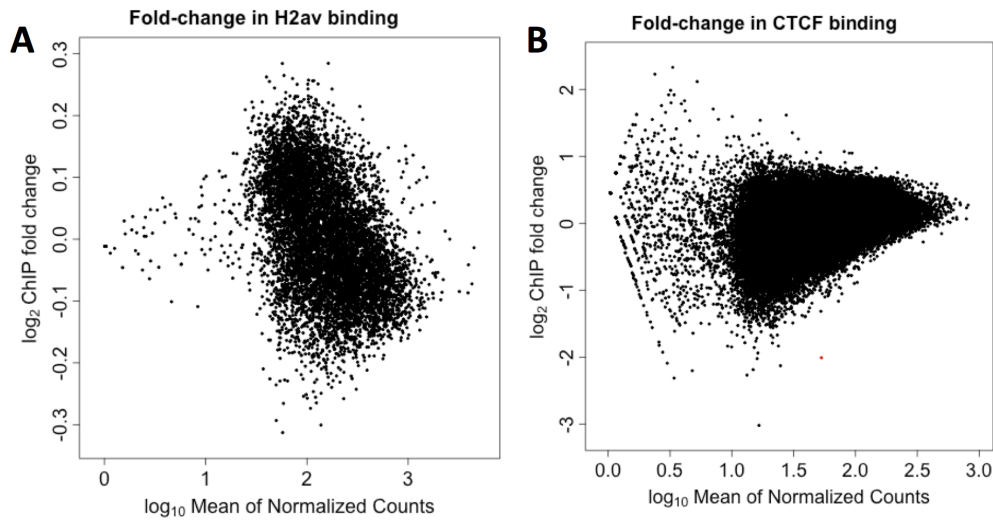 A
Fold-change in H2av binding
log2 ChIP fold change
0.3
0.2
0.1
0.0
-0.1
-0.2
-0.3
0 1 2 3
log10 Mean of Normalized Counts
B
Fold-change in CTCF binding
log2 ChIP fold change
2
1
0
-1
-2
-3
0.0 0.5 1.0 1.5 2.0 2.5 3.0
log10 Mean of Normalized Counts